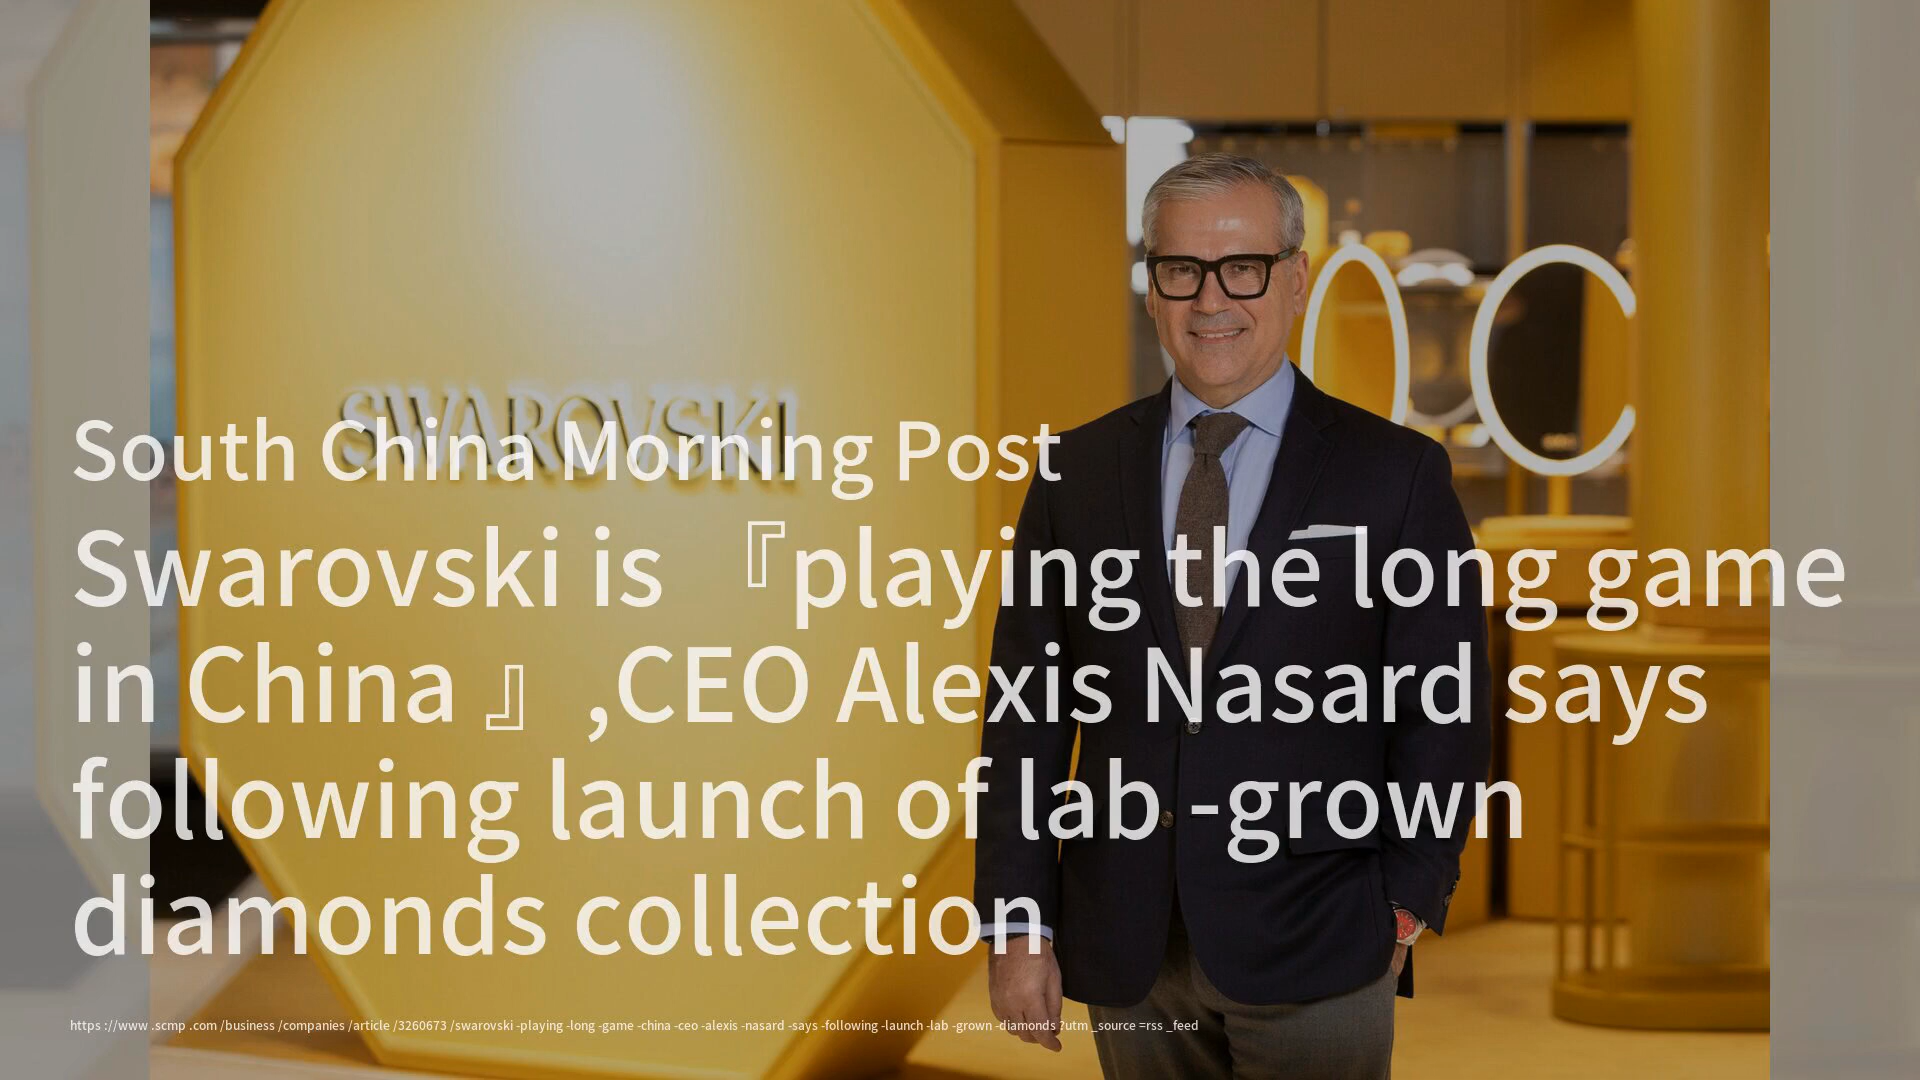 SWAROVSKI
South China Morning Post
Swarovski is 『playing the long game
in China 』 ,CEO Alexis Nasard says
following launch of lab -grown
diamonds collection
https ://www .scmp .com /business /companies /article /3260673 /swarovski -playing -long -game -china -ceo -alexis -nasard -says -following -launch -lab -grown -diamonds ?utm _source =rss _feed